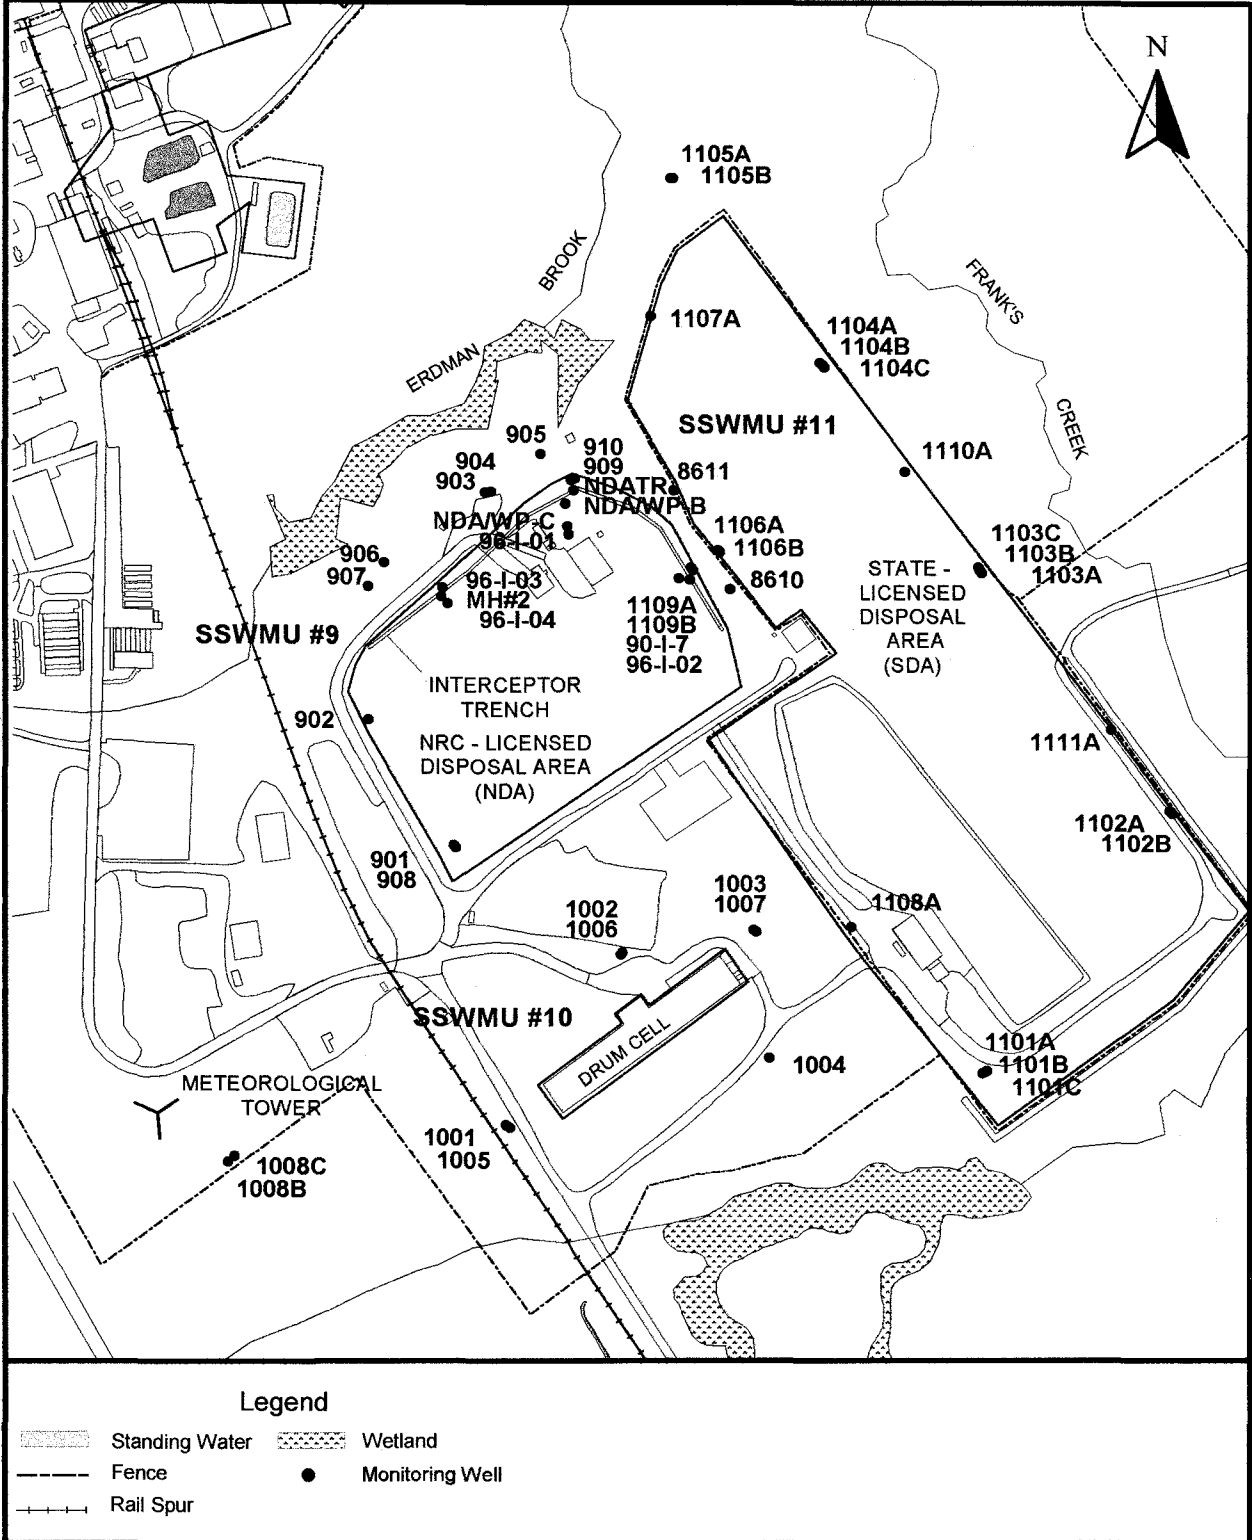 N
1105A
1105B
BROOK
FRANK'S
1107A
1104A
1104B
1104C
ERDMAN
CREEK
SSWMU #11
905
910
904
909
8611
1110A
903
NDATR
NDA/WP-B
NDA/WP-C
1106A
1103C
96-I-01
1106B
1103B
906
1103A
907
96-I-03
8610
STATE -
MH#2
LICENSED
96-I-04
1109A
DISPOSAL
SSWMU #9
1109B
AREA
90-I-7
(SDA)
96-I-02
INTERCEPTOR
TRENCH
902
NRC - LICENSED
DISPOSAL AREA
(NDA)
1111A
1102A
1102B
901
908
1003
1007
1002
1006
1108A
SSWMU #10
DRUM CELL
1101A
1101B
1101C
1004
METEOROLOGICAL
TOWER
1001
1005
1008C
1008B
Legend
Standing Water
Wetland
Fence
Monitoring Well
Rail Spur